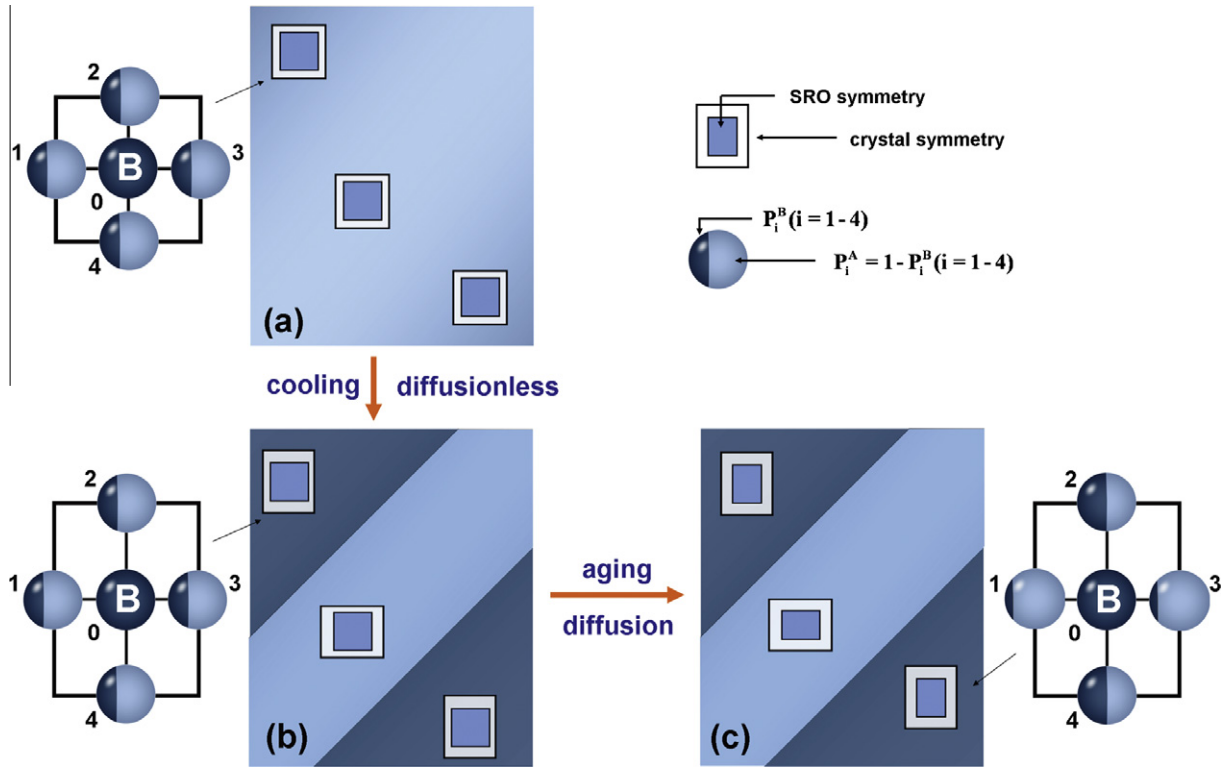 2
1
B
3
0
4
(a)
SRO symmetry
crystal symmetry
P_i^B (i = 1 - 4)
P_i^A = 1 - P_i^B (i = 1 - 4)
cooling diffusionless
2
1
B
3
0
4
(b)
aging
diffusion
(c)
2
1
B
3
0
4